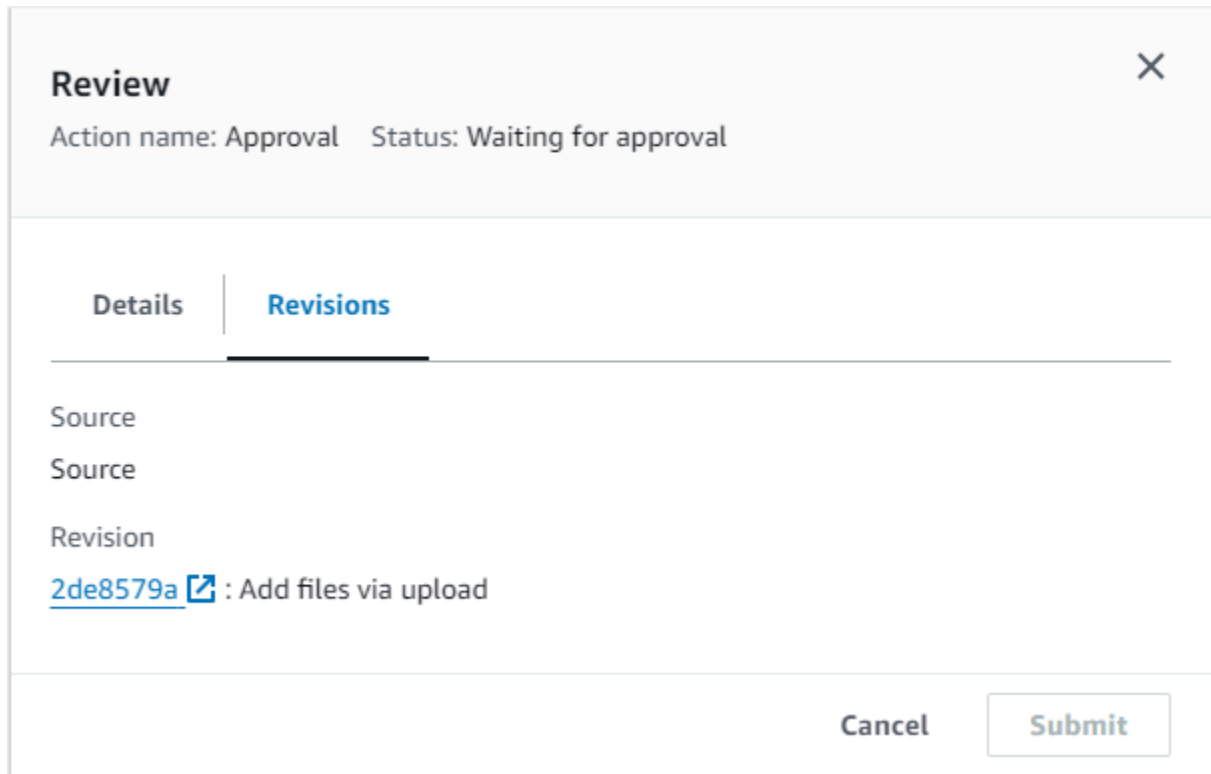 Review
Action name: Approval Status: Waiting for approval
Details Revisions
Source
Source
Revision
2de8579a : Add files via upload
Cancel Submit